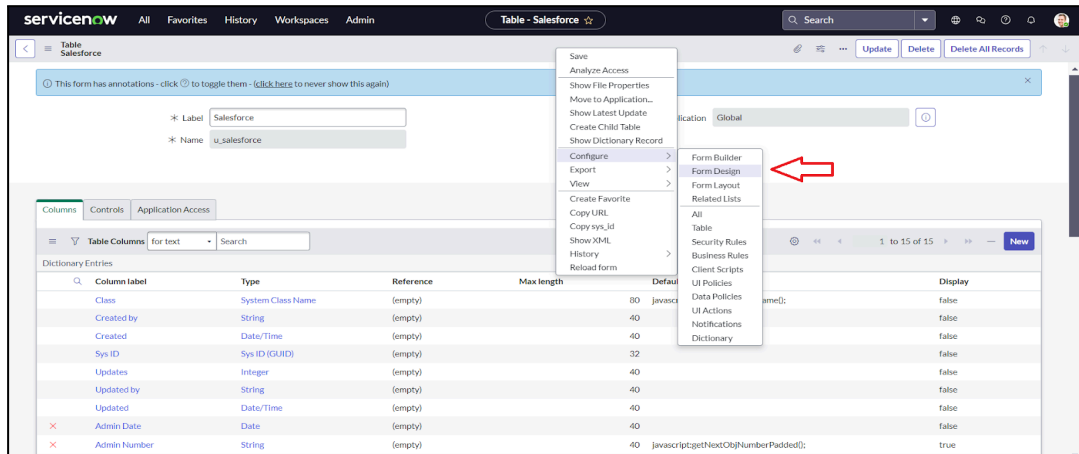 servicenow All Favorites History Workspaces Admin Table - Salesforce Search
Table
Salesforce
Update Delete Delete All Records
This form has annotations - click to toggle them - (click here to never show this again)
Label Salesforce
Name u_salesforce
Global
Save
Analyze Access
Show File Properties
Move to Application...
Show Latest Update
Create Child Table
Show Dictionary Record
Configure
Export
View
Create Favorite
Copy URL
Copy sys_id
Show XML
History
Reload form
Form Builder
Form Design
Form Layout
Related Lists
All
Table
Security Rules
Business Rules
Client Scripts
UI Policies
Data Policies
UI Actions
Notifications
Dictionary
Columns Controls Application Access
Table Columns for text Search 1 to 15 of 15 New
Dictionary Entries
Column label Type Reference Max length Display
Class System Class Name (empty) 80 false
Created by String (empty) 40 false
Created Date/Time (empty) 40 false
Sys ID Sys ID (GUID) (empty) 32 false
Updates Integer (empty) 40 false
Updated by String (empty) 40 false
Updated Date/Time (empty) 40 false
Admin Date Date (empty) 40 false
Admin Number String (empty) 40 javascript:getNextObjNumberPadded(); true